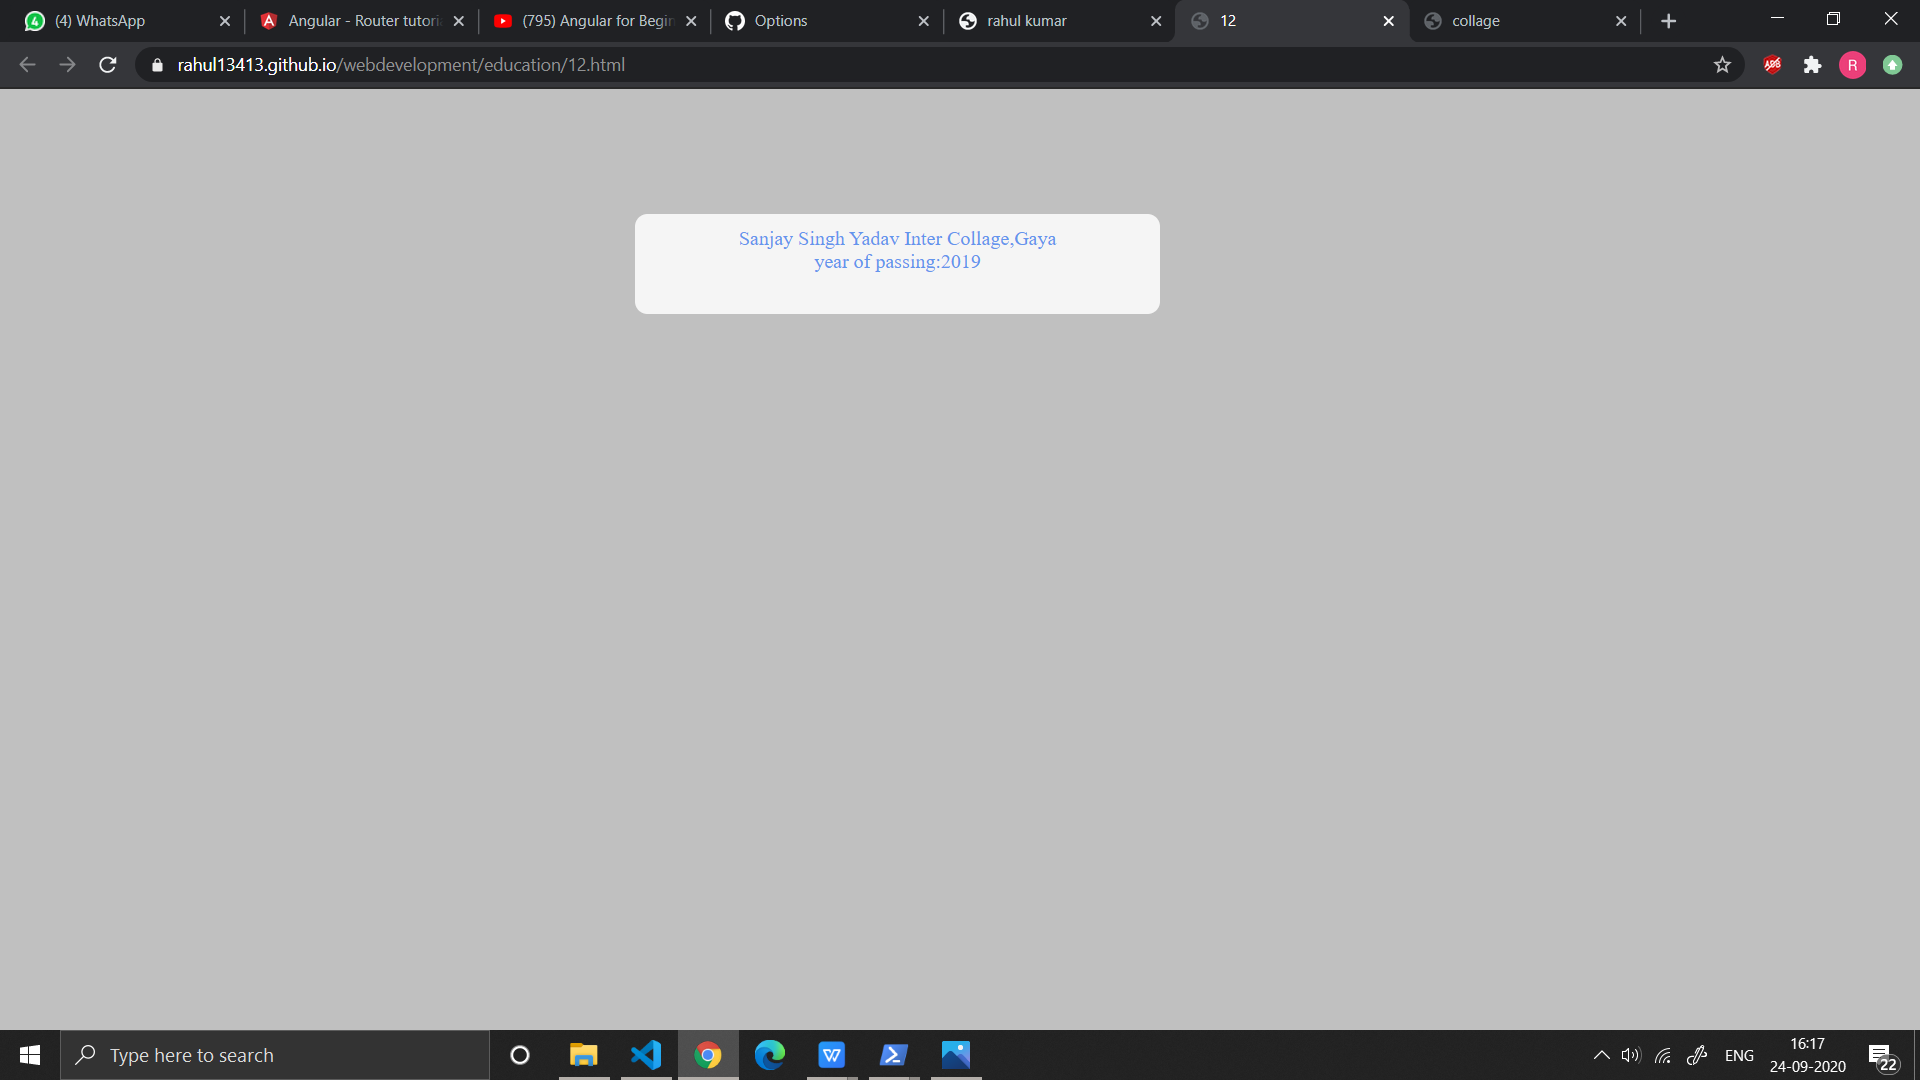 (4) WhatsApp
Angular - Router tutoria
(795) Angular for Begin
Options
rahul kumar
12
collage
rahul13413.github.io/webdevelopment/education/12.html
R
Sanjay Singh Yadav Inter Collage,Gaya
year of passing:2019
Type here to search
ENG
16:17
24-09-2020
22